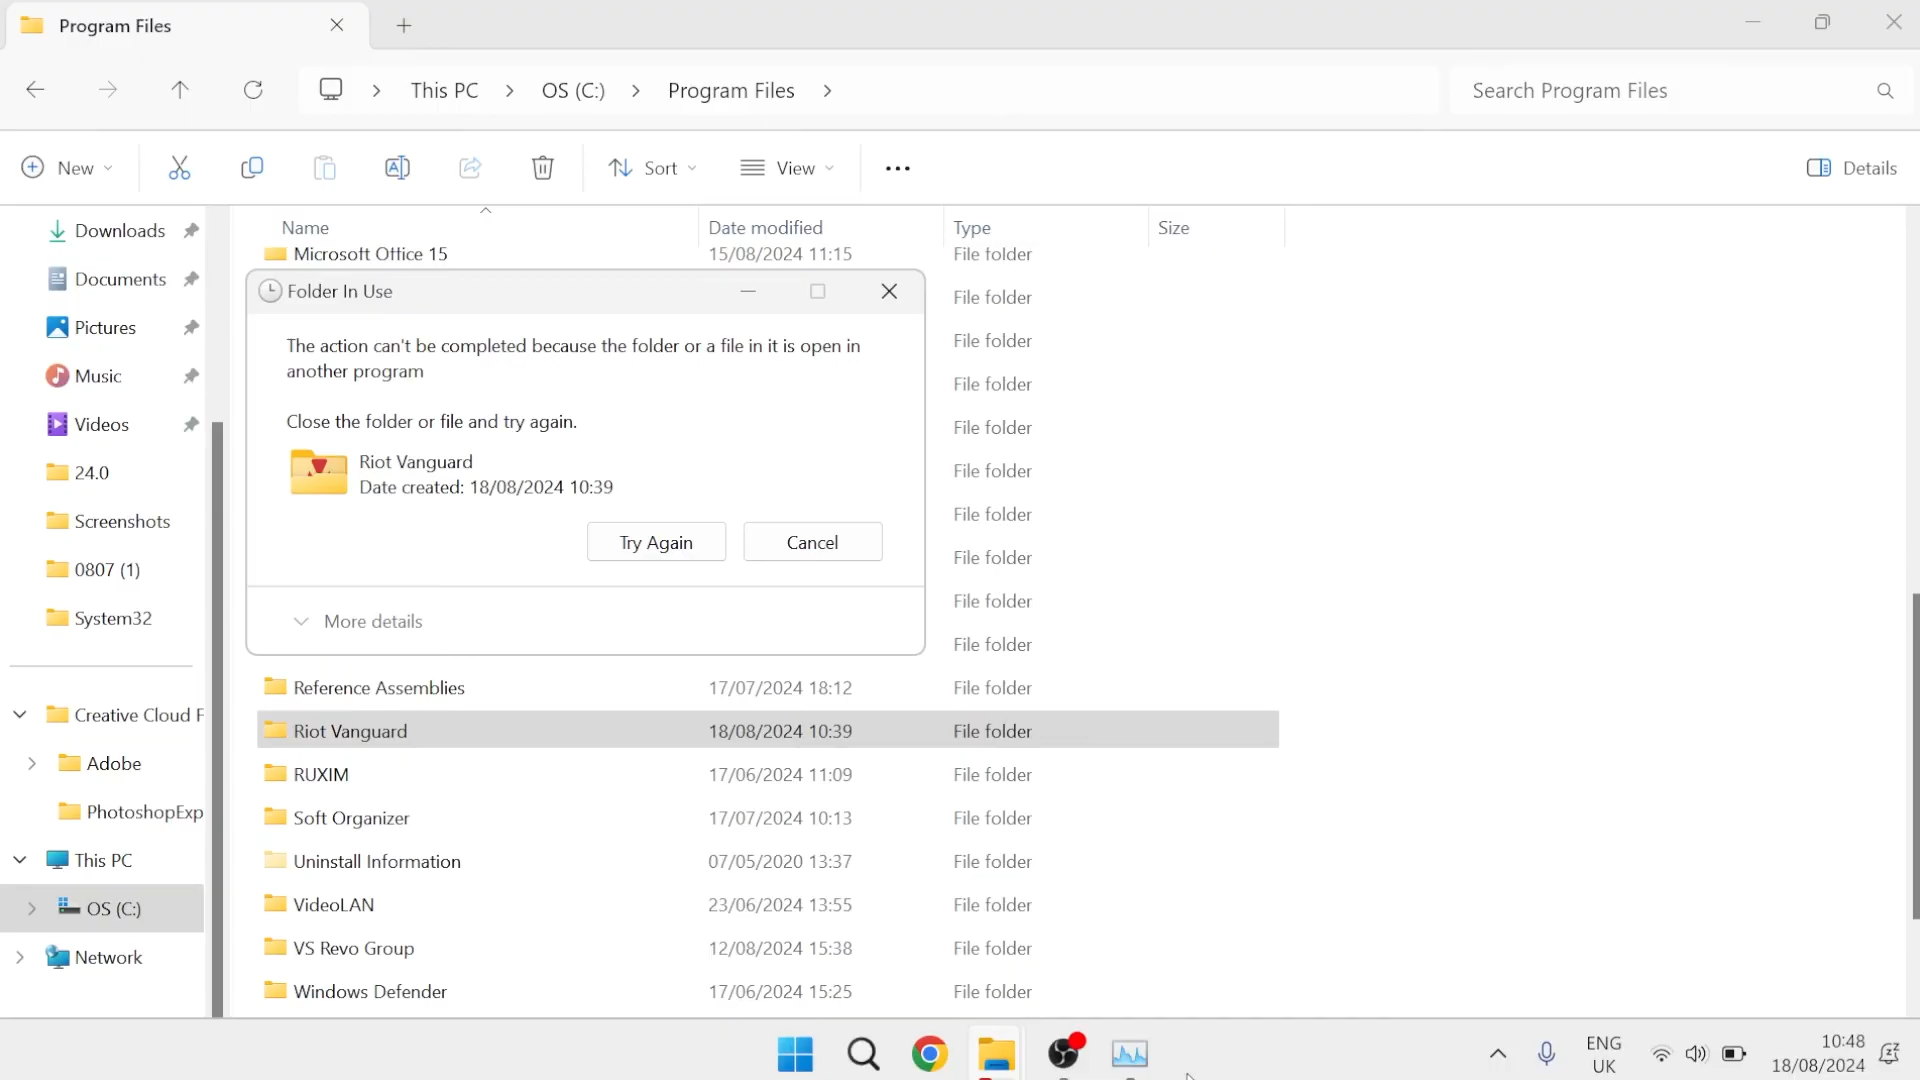 Program Files
This PC
OS (C:)
Program Files
Search Program Files
New
Sort
View
Details
Downloads
Documents
Pictures
Music
Videos
24.0
Screenshots
0807 (1)
System32
Creative Cloud F
Adobe
PhotoshopExp
This PC
OS (C:)
Network
Name Date modified Type Size
Microsoft Office 15 15/08/2024 11:15 File folder
File folder
File folder
File folder
File folder
File folder
File folder
File folder
File folder
File folder
Folder In Use
The action can't be completed because the folder or a file in it is open in
another program
Close the folder or file and try again.
Riot Vanguard
Date created: 18/08/2024 10:39
Try Again
Cancel
More details
Reference Assemblies 17/07/2024 18:12 File folder
Riot Vanguard 18/08/2024 10:39 File folder
RUXIM 17/06/2024 11:09 File folder
Soft Organizer 17/07/2024 10:13 File folder
Uninstall Information 07/05/2020 13:37 File folder
VideoLAN 23/06/2024 13:55 File folder
VS Revo Group 12/08/2024 15:38 File folder
Windows Defender 17/06/2024 15:25 File folder
ENG
UK
10:48
18/08/2024